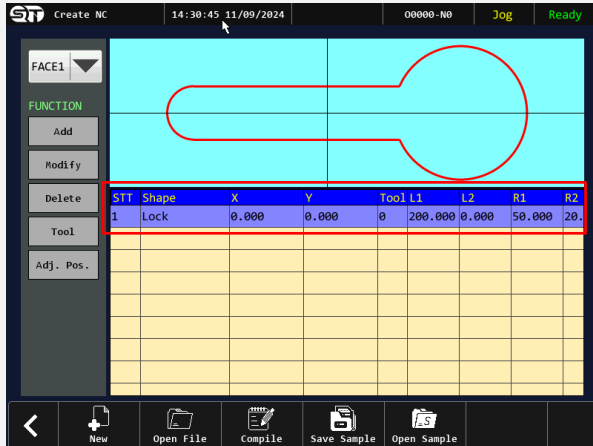 Create NC 14:30:45 11/09/2024 O0000-N0 Jog Ready
FACE1
FUNCTION
Add
Modify
Delete
Tool
Adj. Pos.
STT Shape X Y Tool L1 L2 R1 R2
1 Lock 0.000 0.000 0 200.000 0.000 50.000 20.
New Open File Compile Save Sample Open Sample